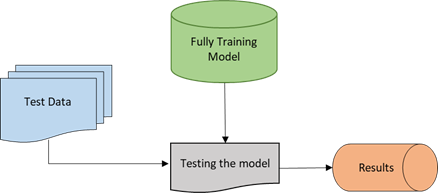 Fully Training
Model
Test Data
Testing the model
Results